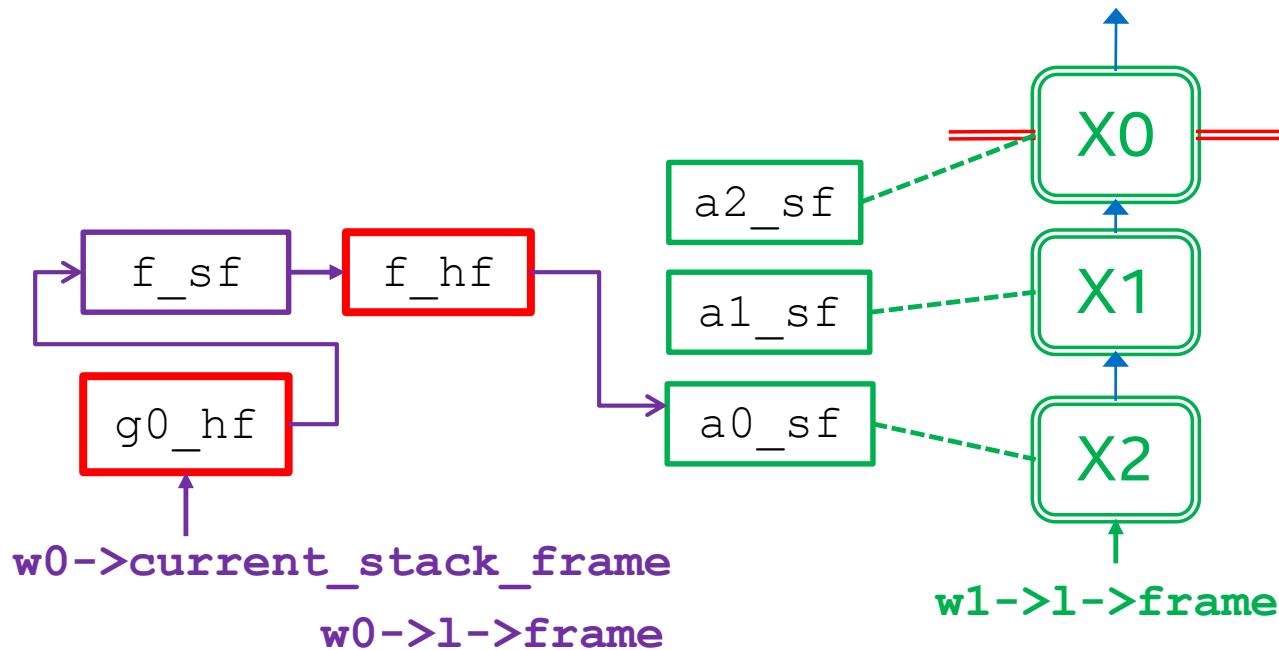 X0
a2_sf
f_sf
f_hf
a1_sf
X1
g0_hf
a0_sf
X2
w0->current_stack_frame
w1->l->frame
w0->l->frame